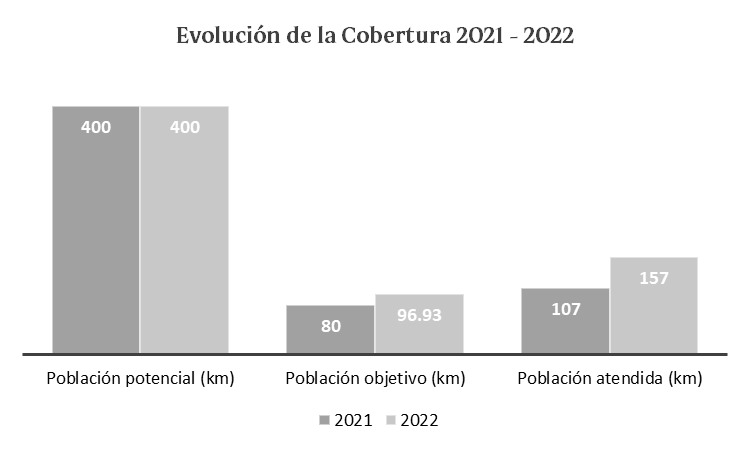 Evolución de la Cobertura 2021 - 2022
400
400
80
96.93
107
157
Población potencial (km)
Población objetivo (km)
Población atendida (km)
2021
2022